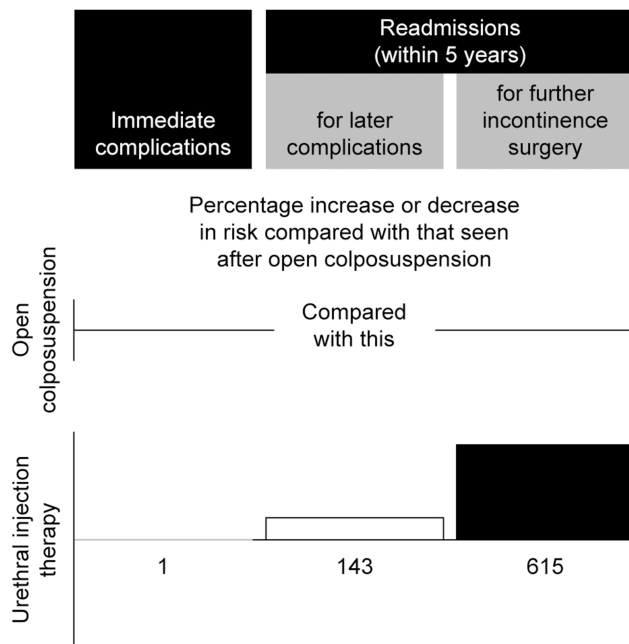 Readmissions
(within 5 years)
Immediate
complications
for later
complications
for further
incontinence
surgery
Percentage increase or decrease
in risk compared with that seen
after open colposuspension
Open
colposuspension
Compared
with this
Urethral injection
therapy
1
143
615